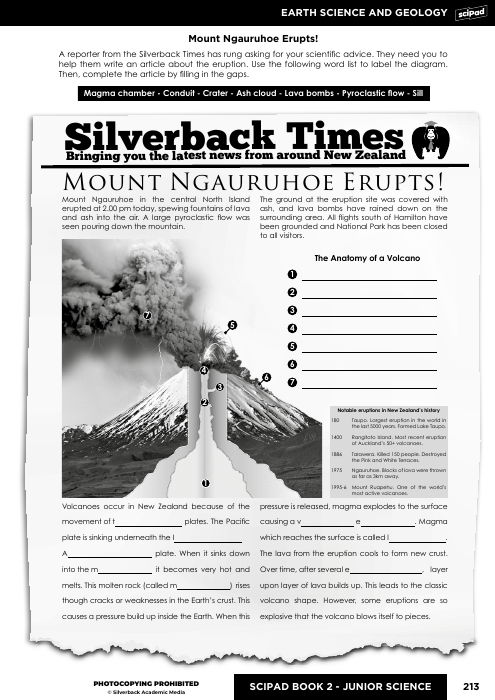 EARTH SCIENCE AND GEOLOGY
scipad
Mount Ngauruhoe Erupts!
A reporter from the Silverback Times has rung asking for your scientific advice. They need you to
help them write an article about the eruption. Use the following word list to label the diagram.
Then, complete the article by filling in the gaps.
Magma chamber - Conduit - Crater - Ash cloud - Lava bombs - Pyroclastic flow - Sill
Silverback Times
Bringing you the latest news from around New Zealand
MOUNT NGAURUHOE ERUPTS!
Mount Ngauruhoe in the central North Island
erupted at 2.00 pm today, spewing fountains of lava
and ash into the air. A large pyroclastic flow was
seen pouring down the mountain.
The ground at the eruption site was covered with
ash, and lava bombs have rained down on the
surrounding area. All flights south of Hamilton have
been grounded and National Park has been closed
to all visitors.
7
5
6
4
3
2
1
The Anatomy of a Volcano
1
2
3
4
5
6
7
Notable eruptions in New Zealand's history
180 Taupo. Largest eruption in the world in
the last 5000 years. Formed Lake Taupo.
1400 Rangitoto Island. Most recent eruption
of Auckland's 50+ volcanos.
1886 Tarawera. Killed 150 people. Destroyed
the Pink and White Terraces.
1975 Ngauruhoe. Blocks of lava were thrown
as far as 3km away.
1995-6 Mount Ruapehu. One of the world's
most active volcanos.
Volcanoes occur in New Zealand because of the
movement of t____________ plates. The Pacific
plate is sinking underneath the I____________
A____________ plate. When it sinks down
into the m____________ it becomes very hot and
melts. This molten rock (called m____________) rises
though cracks or weaknesses in the Earth's crust. This
causes a pressure build up inside the Earth. When this
pressure is released, magma explodes to the surface
causing a v____________ e____________. Magma
which reaches the surface is called l____________.
The lava from the eruption cools to form new crust.
Over time, after several e____________, layer
upon layer of lava builds up. This leads to the classic
volcano shape. However, some eruptions are so
explosive that the volcano blows itself to pieces.
PHOTOCOPYING PROHIBITED
© Silverback Academic Media
SCIPAD BOOK 2 - JUNIOR SCIENCE
213